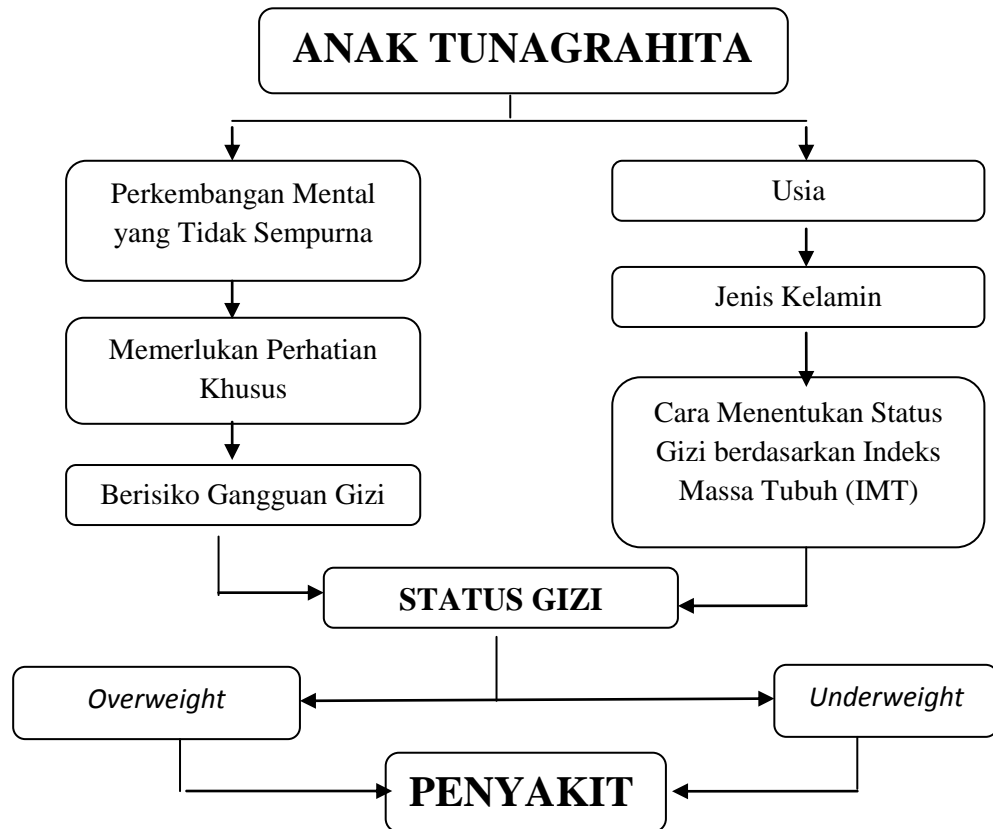 ANAK TUNAGRAHITA
Perkembangan Mental
yang Tidak Sempurna
Usia
Jenis Kelamin
Memerlukan Perhatian
Khusus
Cara Menentukan Status
Gizi berdasarkan Indeks
Massa Tubuh (IMT)
Berisiko Gangguan Gizi
STATUS GIZI
Overweight
Underweight
PENYAKIT